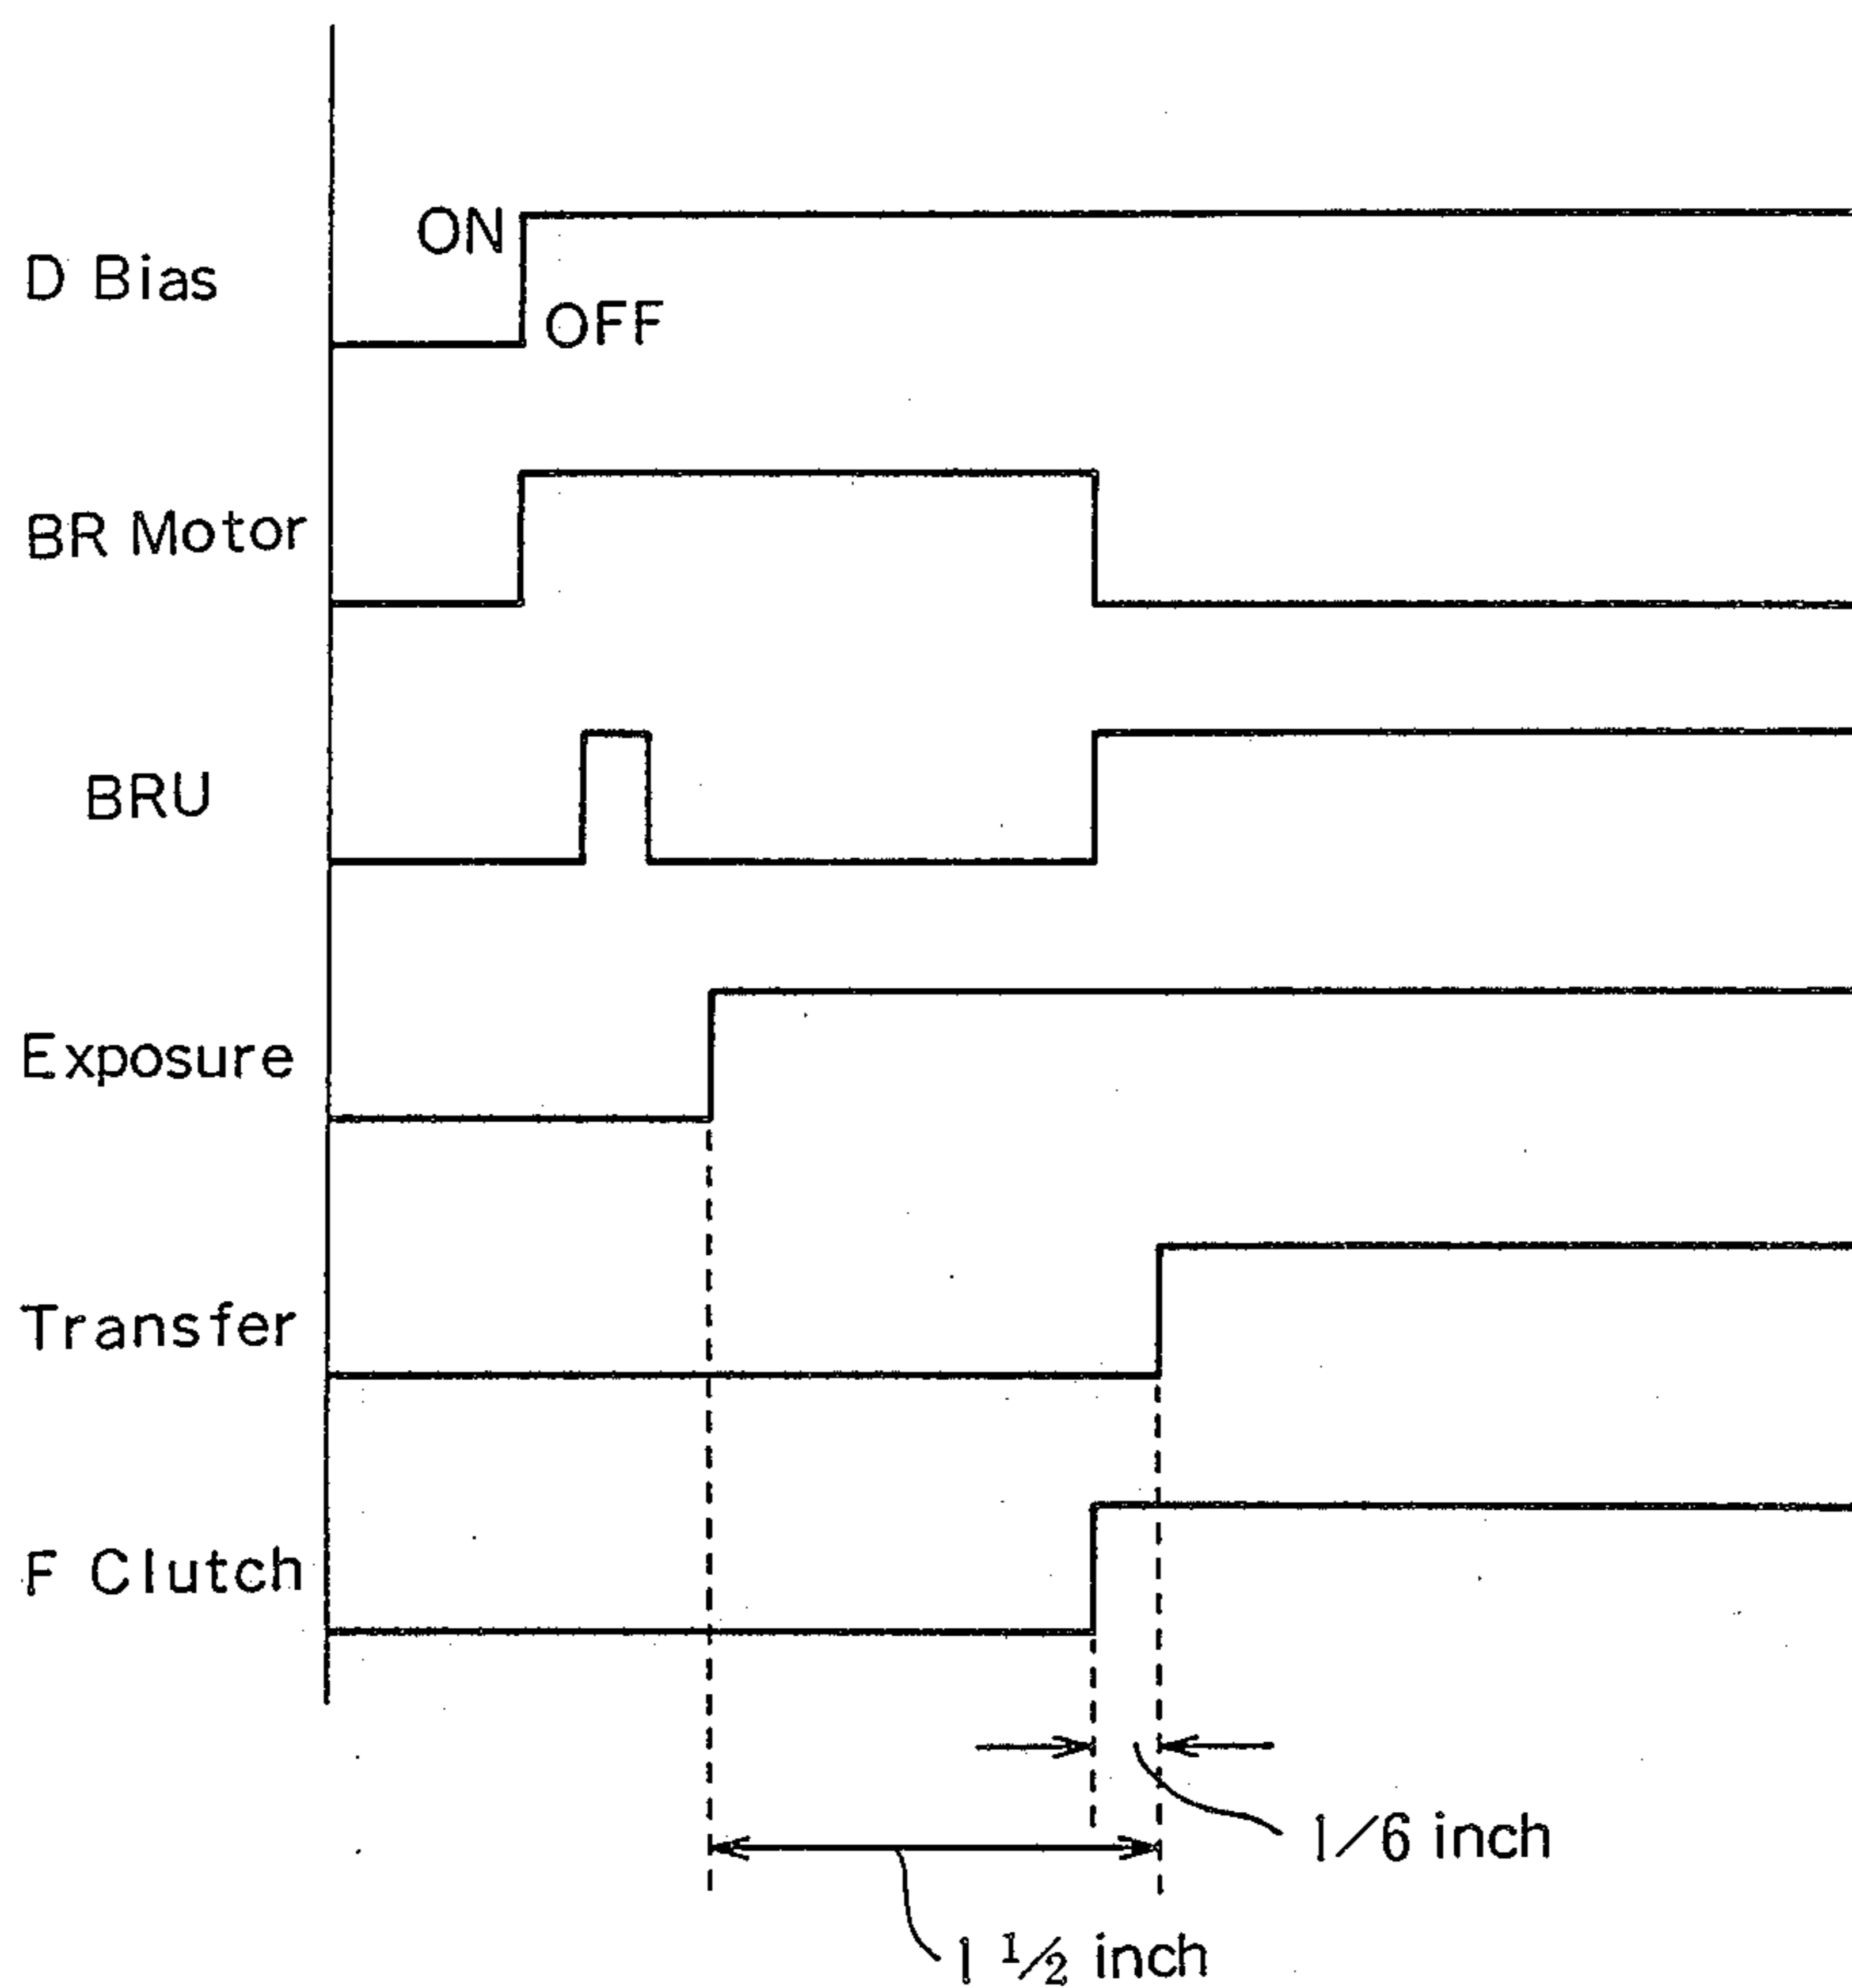 ON
D Bias
OFF
BR Motor
BRU
Exposure
Transfer
F Clutch
1/6 inch
1 ½ inch